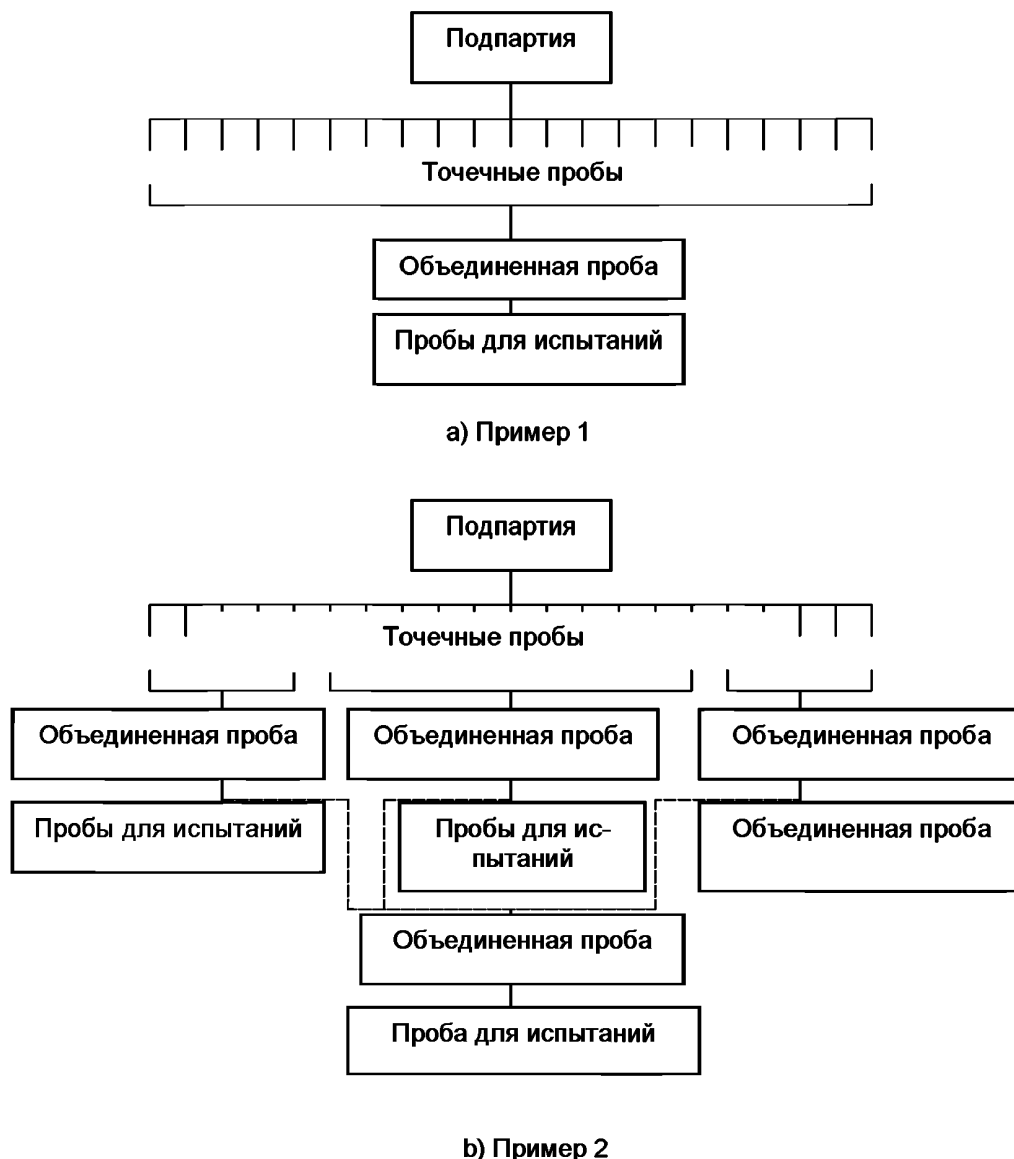 Подпартия
Точечные пробы
Объединенная проба
Пробы для испытаний
a) Пример 1
Подпартия
Точечные пробы
Объединенная проба
Объединенная проба
Объединенная проба
Пробы для испытаний
Пробы для ис-
пытаний
Объединенная проба
Объединенная проба
Проба для испытаний
b) Пример 2